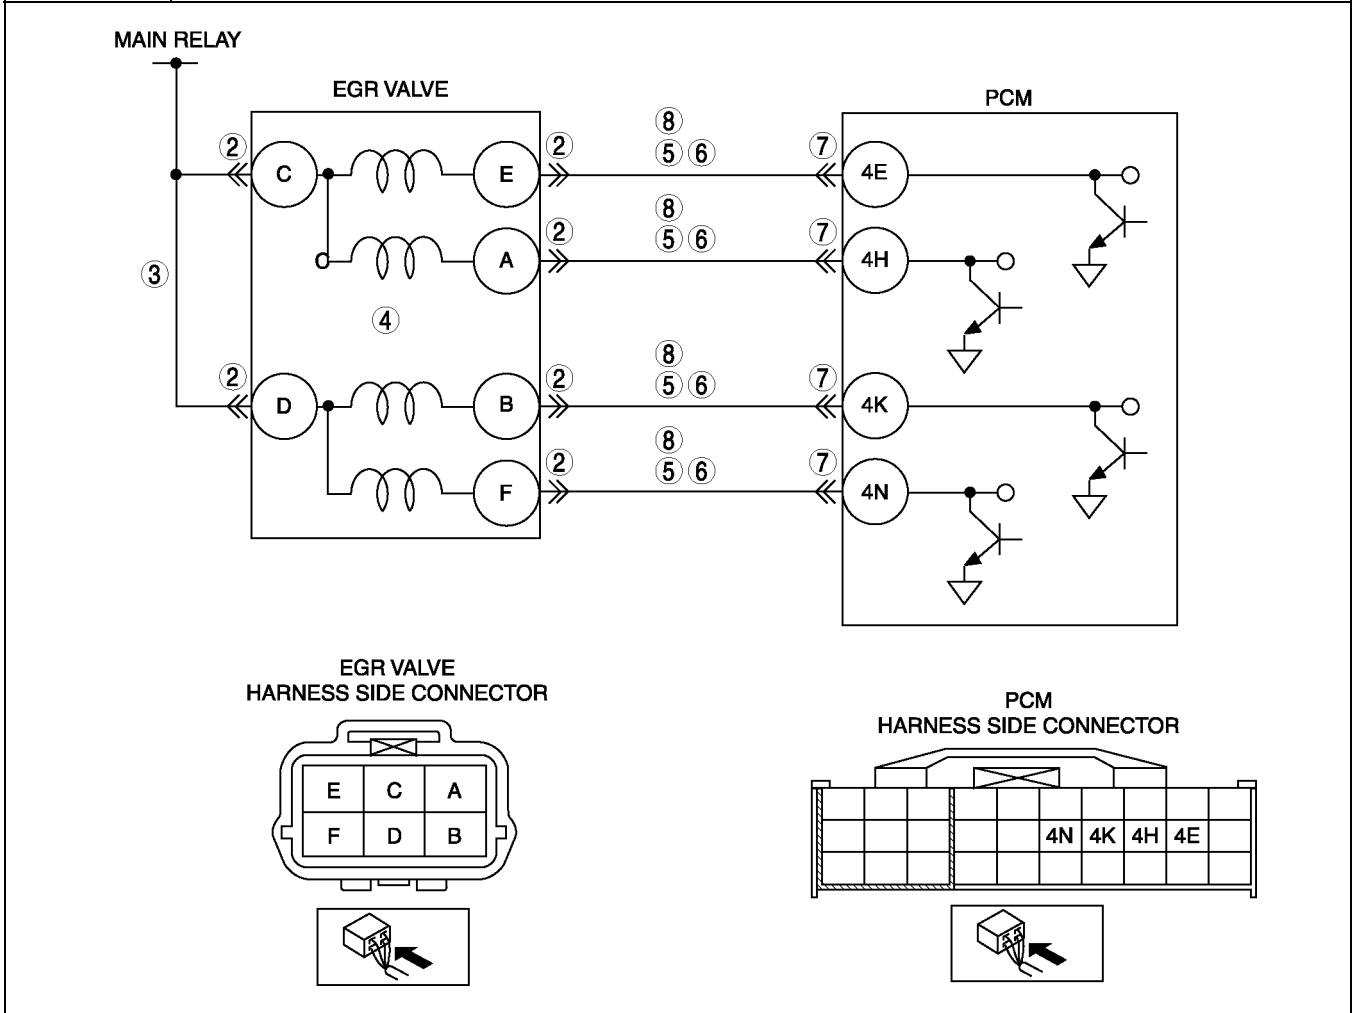 MAIN RELAY
EGR VALVE
PCM
8
2 C E 2 5 6 7 4E
8
C A 2 5 6 7 4H
3
4
8
2 D B 2 5 6 7 4K
8
F 2 5 6 7 4N
EGR VALVE
HARNESS SIDE CONNECTOR
E C A
F D B
PCM
HARNESS SIDE CONNECTOR
4N 4K 4H 4E